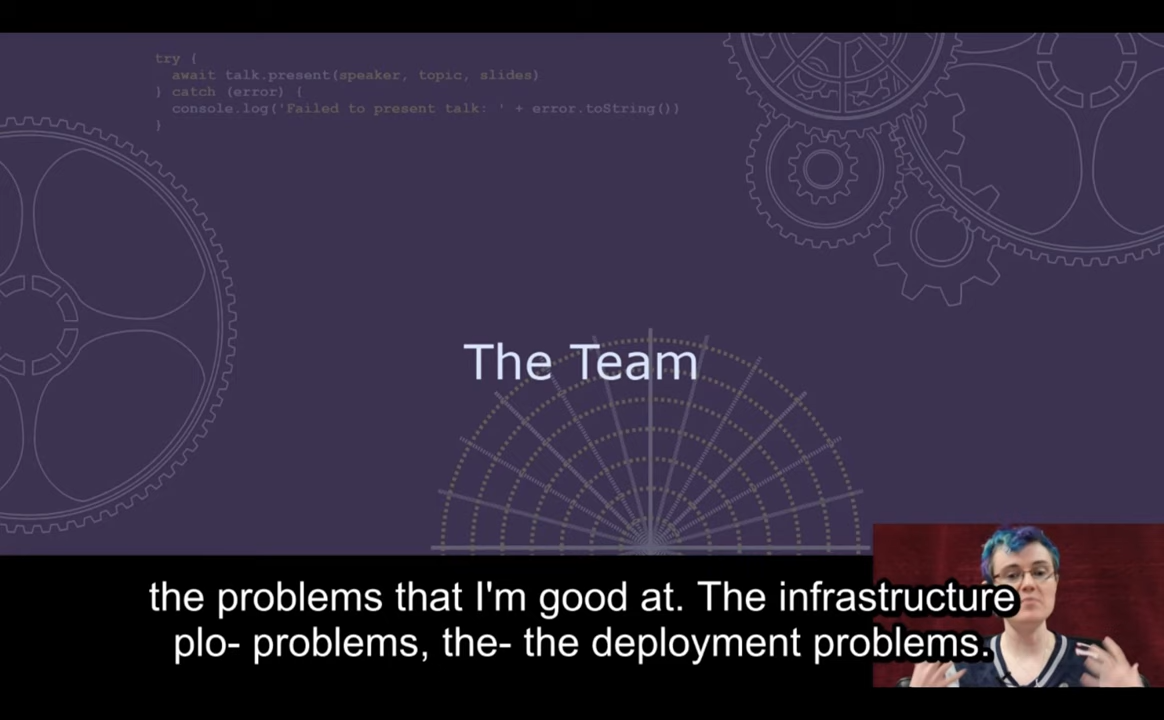 try {
await talk.present(speaker, topic, slides)
} catch (error) {
console.log('Failed to present talk: ' + error.toString())
}
The Team
the problems that I'm good at. The infrastructure
plo- problems, the- the deployment problems.